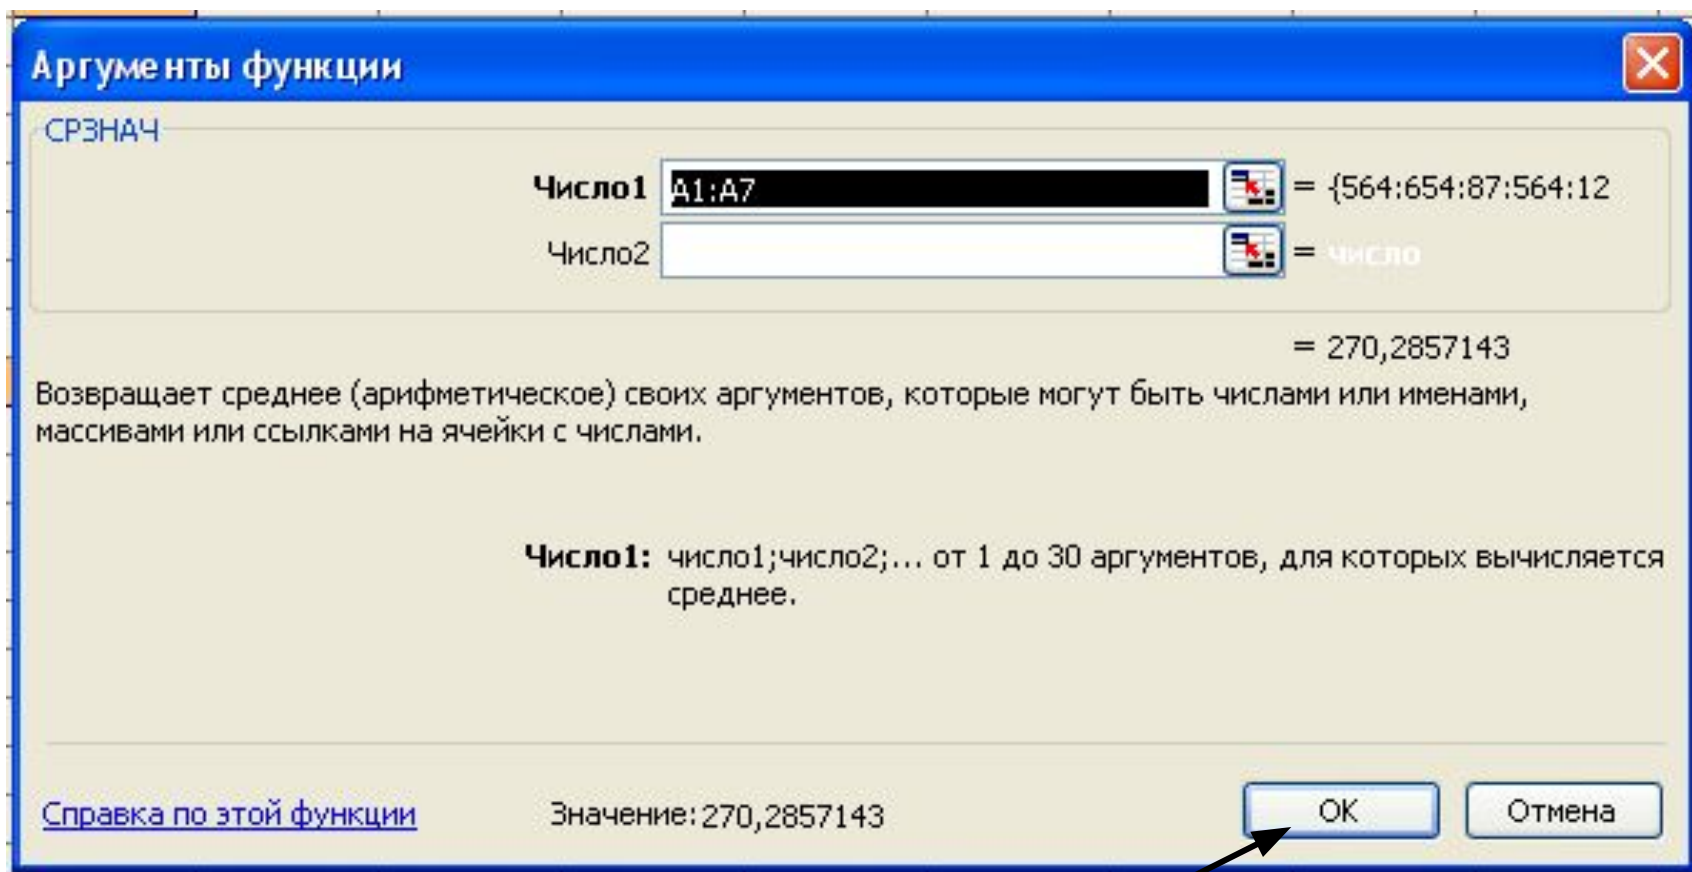 Аргументы функции
СРЗНАЧ
Число1 A1:A7 = {564:654:87:564:12
Число2 = число
= 270,2857143
Возвращает среднее (арифметическое) своих аргументов, которые могут быть числами или именами,
массивами или ссылками на ячейки с числами.
Число1: число1;число2;... от 1 до 30 аргументов, для которых вычисляется
среднее.
Справка по этой функции Значение:270,2857143 ОК Отмена